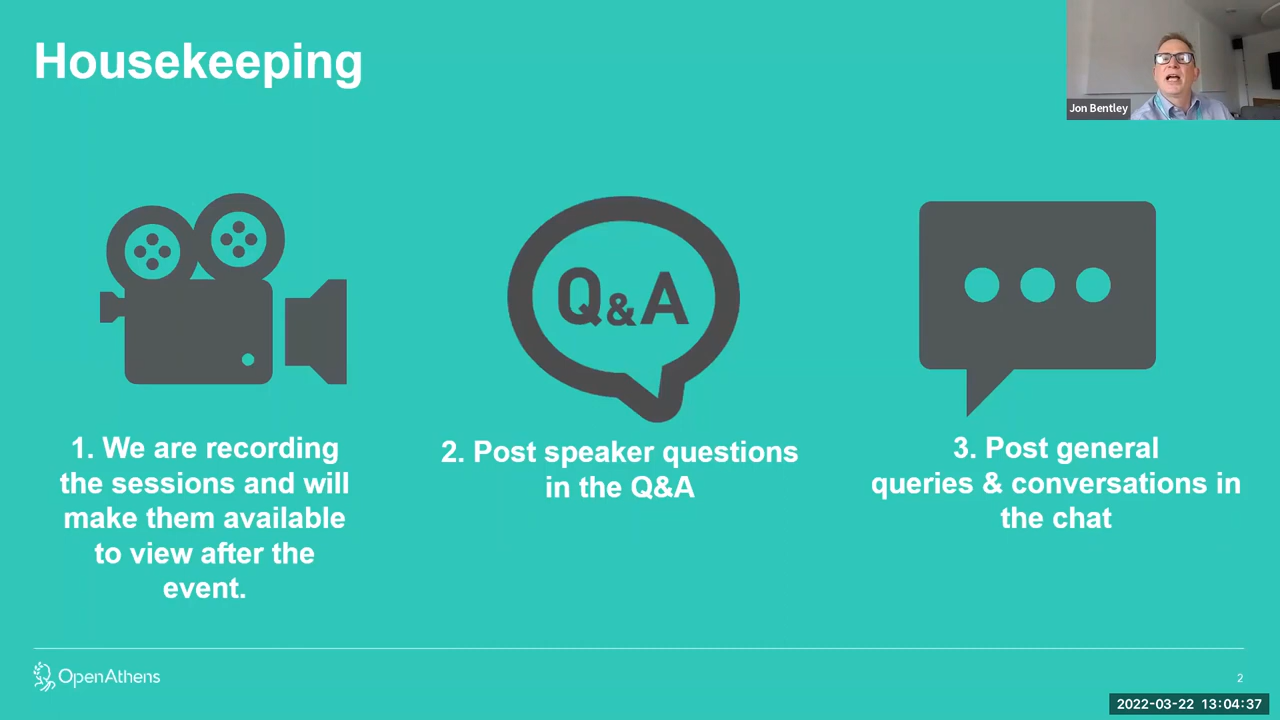 Housekeeping
Jon Bentley
Q&A
1. We are recording
the sessions and will
make them available
to view after the
event.
2. Post speaker questions
in the Q&A
3. Post general
queries & conversations in
the chat
OpenAthens
2
2022-03-22 13:04:37